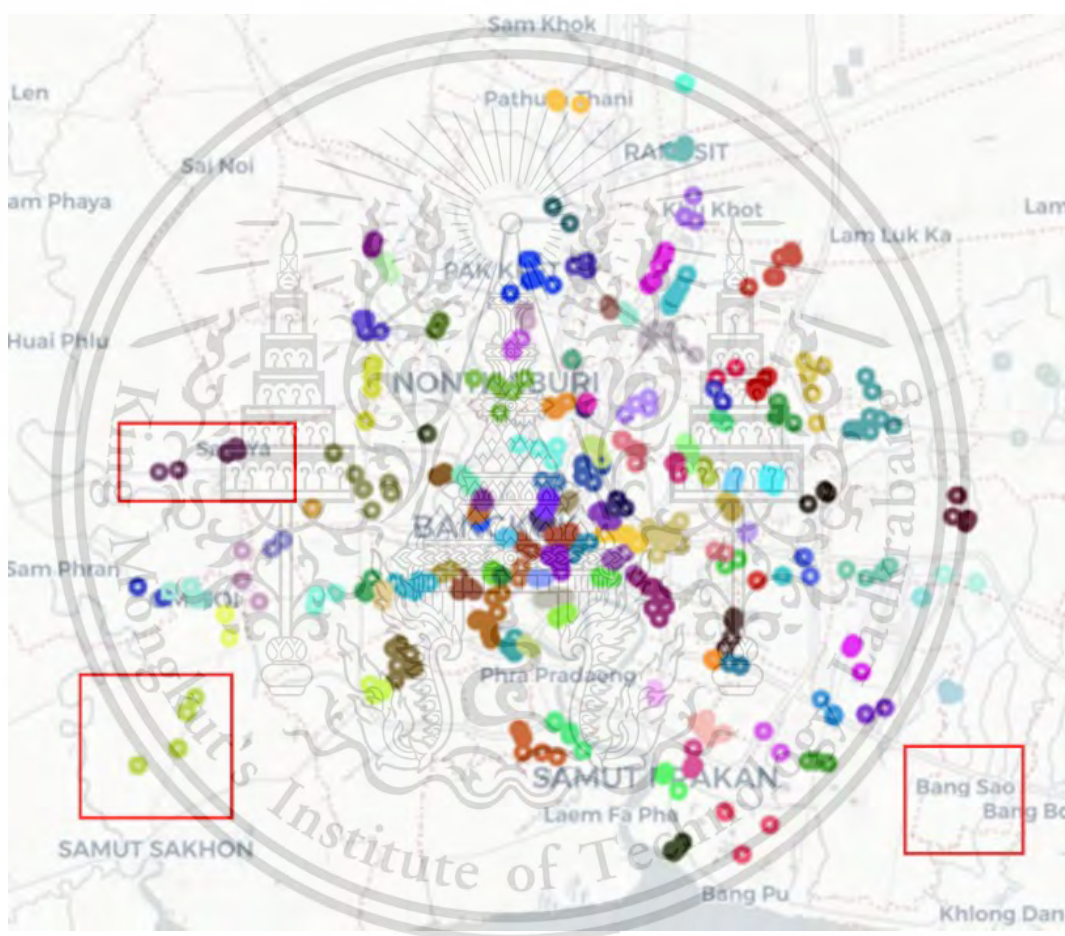 Sam Khok
Len
Pathum Thani
RANGSIT
Sai Noi
am Phaya
Khu Khot
Lam
Lam Luk Ka
PAK KRET
Huai Phlu
NONTHABURI
Salaya
BANGKOK
Sam Phran
Phra Pradaeng
SAMUT PRAKAN
Bang Sao
Bang Bo
Laem Fa Pha
SAMUT SAKHON
Bang Pu
Khlong Dan
King Mongkut's Institute of Technology Ladkrabang